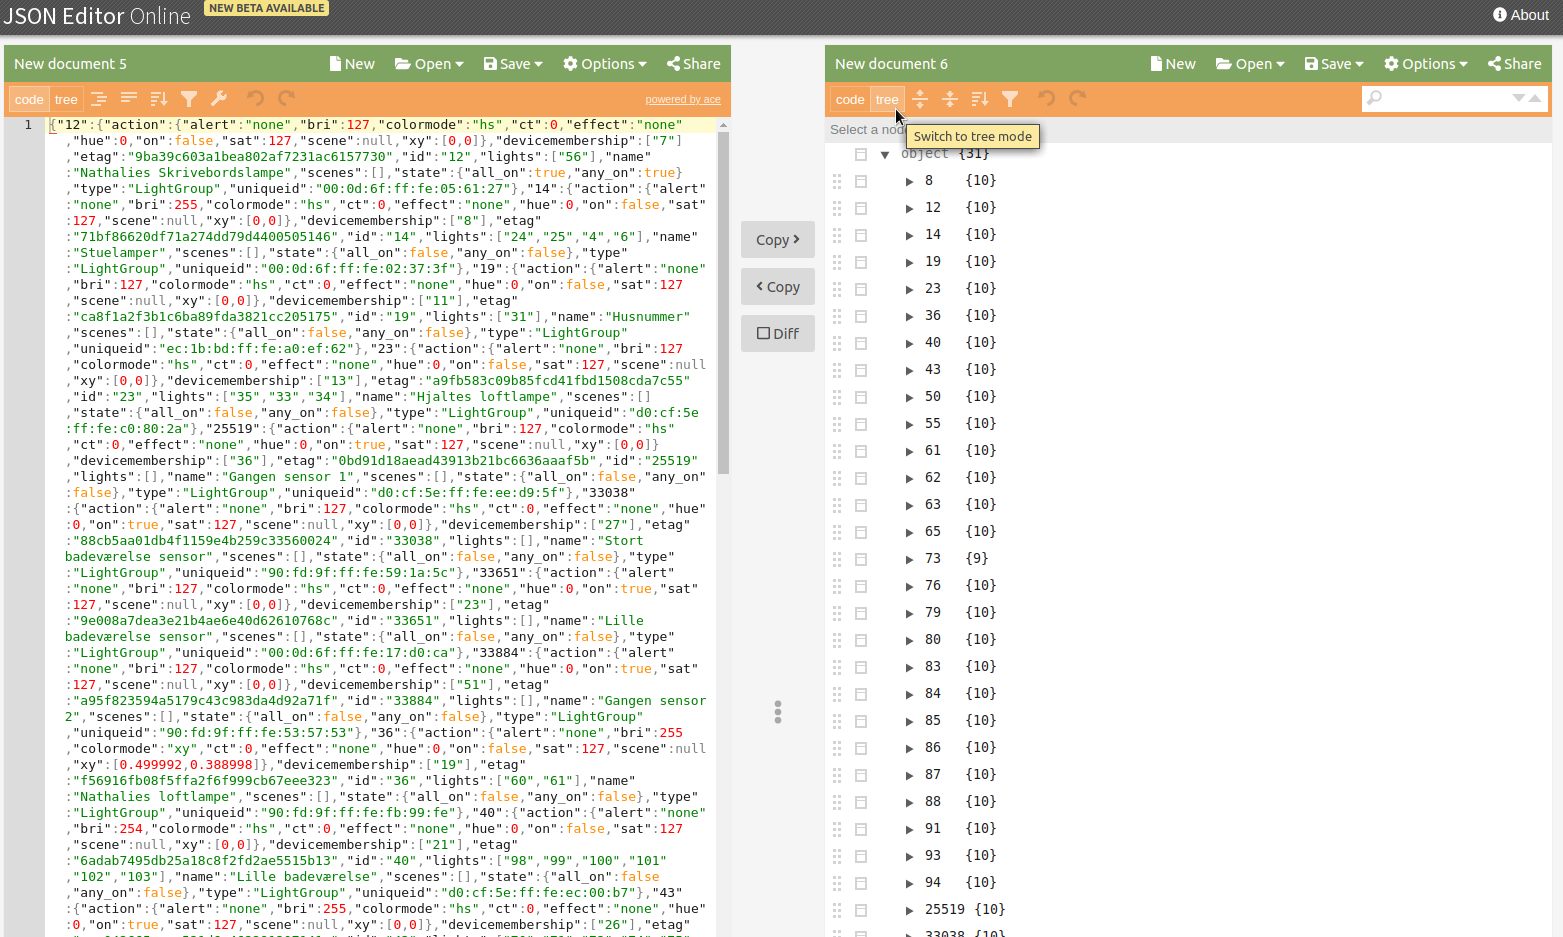 JSON Editor Online
NEW BETA AVAILABLE
About
New document 5
New
Open
Save
Options
Share
code
tree
powered by ace
1
{"12":{"action":{"alert":"none","bri":127,"colormode":"hs","ct":0,"effect":"none"
,"hue":0,"on":false,"sat":127,"scene":null,"xy":[0,0]},"devicemembership":["7"]
,"etag":"9ba39c603a1bea802af7231ac6157730","id":"12","lights":["56"],"name"
:"Nathalies Skrivebordslampe","scenes":[],"state":{"all_on":true,"any_on":true}
,"type":"LightGroup","uniqueid":"00:0d:6f:ff:fe:05:61:27"},"14":{"action":{"alert"
:"none","bri":255,"colormode":"hs","ct":0,"effect":"none","hue":0,"on":false,"sat"
:127,"scene":null,"xy":[0,0]},"devicemembership":["8"],"etag"
:"71bf86620df71a274dd79d4400505146","id":"14","lights":["24","25","4","6"],"name"
:"Stuelamper","scenes":[],"state":{"all_on":false,"any_on":false},"type"
:"LightGroup","uniqueid":"00:0d:6f:ff:fe:02:37:3f"},"19":{"action":{"alert":"none"
,"bri":127,"colormode":"hs","ct":0,"effect":"none","hue":0,"on":false,"sat":127
,"scene":null,"xy":[0,0]},"devicemembership":["11"],"etag"
:"ca8f1a2f3b1c6ba89fda3821cc205175","id":"19","lights":["31"],"name":"Husnummer"
,"scenes":[],"state":{"all_on":false,"any_on":false},"type":"LightGroup"
,"uniqueid":"ec:1b:bd:ff:fe:a0:ef:62"},"23":{"action":{"alert":"none","bri":127
,"colormode":"hs","ct":0,"effect":"none","hue":0,"on":false,"sat":127,"scene":null
,"xy":[0,0]},"devicemembership":["13"],"etag":"a9fb583c09b85fcd41fbd1508cda7c55"
,"id":"23","lights":["35","33","34"],"name":"Hjaltes loftlampe","scenes":[]
,"state":{"all_on":false,"any_on":false},"type":"LightGroup","uniqueid":"d0:cf:5e
:ff:fe:c0:80:2a"},"25519":{"action":{"alert":"none","bri":127,"colormode":"hs"
,"ct":0,"effect":"none","hue":0,"on":true,"sat":127,"scene":null,"xy":[0,0]}
,"devicemembership":["36"],"etag":"0bd91d18aead43913b21bc6636aaaf5b","id":"25519"
,"lights":[],"name":"Gangen sensor 1","scenes":[],"state":{"all_on":false,"any_on"
:false},"type":"LightGroup","uniqueid":"d0:cf:5e:ff:fe:ee:d9:5f"},"33038"
:{"action":{"alert":"none","bri":127,"colormode":"hs","ct":0,"effect":"none","hue"
:0,"on":true,"sat":127,"scene":null,"xy":[0,0]},"devicemembership":["27"],"etag"
:"88cb5aa01db4f1159e4b259c33560024","id":"33038","lights":[],"name":"Stort
badeværelse sensor","scenes":[],"state":{"all_on":false,"any_on":false},"type"
:"LightGroup","uniqueid":"90:fd:9f:ff:fe:59:1a:5c"},"33651":{"action":{"alert"
:"none","bri":127,"colormode":"hs","ct":0,"effect":"none","hue":0,"on":true,"sat"
:127,"scene":null,"xy":[0,0]},"devicemembership":["23"],"etag"
:"9e008a7dea3e21b4ae6e40d62610768c","id":"33651","lights":[],"name":"Lille
badeværelse sensor","scenes":[],"state":{"all_on":false,"any_on":false},"type"
:"LightGroup","uniqueid":"00:0d:6f:ff:fe:17:d0:ca"},"33884":{"action":{"alert"
:"none","bri":127,"colormode":"hs","ct":0,"effect":"none","hue":0,"on":true,"sat"
:127,"scene":null,"xy":[0,0]},"devicemembership":["51"],"etag"
:"a95f823594a5179c43c983da4d92a71f","id":"33884","lights":[],"name":"Gangen sensor
2","scenes":[],"state":{"all_on":false,"any_on":false},"type":"LightGroup"
,"uniqueid":"90:fd:9f:ff:fe:53:57:53"},"36":{"action":{"alert":"none","bri":255
,"colormode":"xy","ct":0,"effect":"none","hue":0,"on":false,"sat":127,"scene":null
,"xy":[0.499992,0.388998]},"devicemembership":["19"],"etag"
:"f56916fb08f5ffa2f6f999cb67eee323","id":"36","lights":["60","61"],"name"
:"Nathalies loftlampe","scenes":[],"state":{"all_on":false,"any_on":false},"type"
:"LightGroup","uniqueid":"90:fd:9f:ff:fe:fb:99:fe"},"40":{"action":{"alert":"none"
,"bri":254,"colormode":"hs","ct":0,"effect":"none","hue":0,"on":false,"sat":127
,"scene":null,"xy":[0,0]},"devicemembership":["21"],"etag"
:"6adab7495db25a18c8f2fd2ae5515b13","id":"40","lights":["98","99","100","101"
,"102","103"],"name":"Lille badeværelse","scenes":[],"state":{"all_on":false
,"any_on":false},"type":"LightGroup","uniqueid":"d0:cf:5e:ff:fe:ec:00:b7"},"43"
:{"action":{"alert":"none","bri":255,"colormode":"hs","ct":0,"effect":"none","hue"
:0,"on":true,"sat":127,"scene":null,"xy":[0,0]},"devicemembership":["26"],"etag"
Copy
Copy
Diff
New document 6
New
Open
Save
Options
Share
code
tree
Select a
Switch to tree mode
object {31}
8 {10}
12 {10}
14 {10}
19 {10}
23 {10}
36 {10}
40 {10}
43 {10}
50 {10}
55 {10}
61 {10}
62 {10}
63 {10}
65 {10}
73 {9}
76 {10}
79 {10}
80 {10}
83 {10}
84 {10}
85 {10}
86 {10}
87 {10}
88 {10}
91 {10}
93 {10}
94 {10}
25519 {10}
33038 {10}